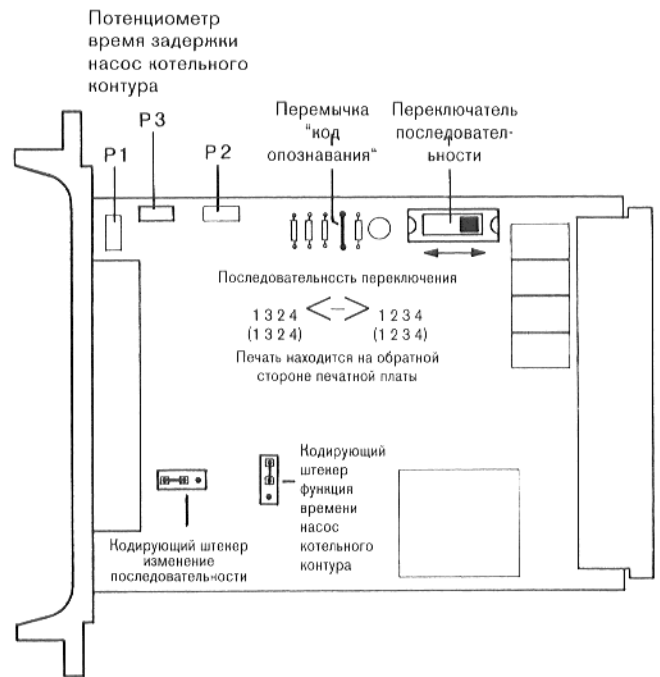 Потенциометр
время задержки
насос котельного
контура
P3
P1
P2
Перемычка
"код
опознавания"
Переключатель
последователь-
ьности
Последовательность переключения
1 3 2 4 <–> 1 2 3 4
(1 3 2 4) (1 2 3 4)
Печать находится на обратной
стороне печатной платы
Кодирующий
штекер
функция
времени
насос
котельного
контура
Кодирующий штекер
изменение
последовательности